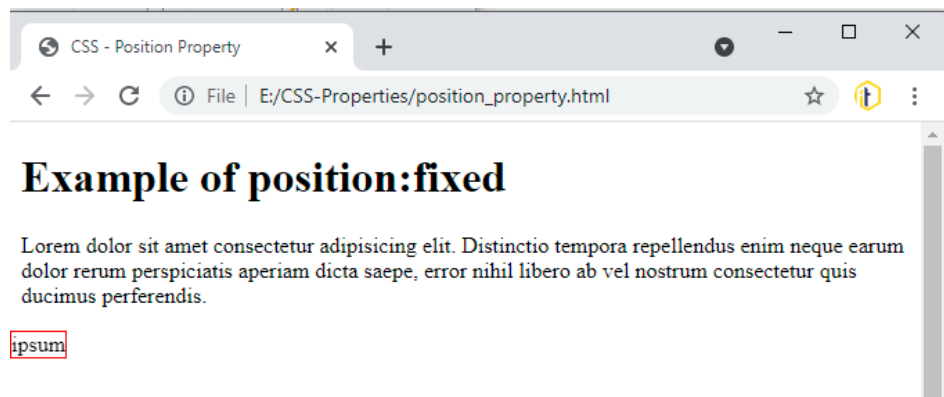 CSS - Position Property
File | E:/CSS-Properties/position_property.html
Example of position:fixed
Lorem dolor sit amet consectetur adipisicing elit. Distinctio tempora repellendus enim neque earum
dolor rerum perspiciatis aperiam dicta saepe, error nihil libero ab vel nostrum consectetur quis
ducimus perferendis.
ipsum